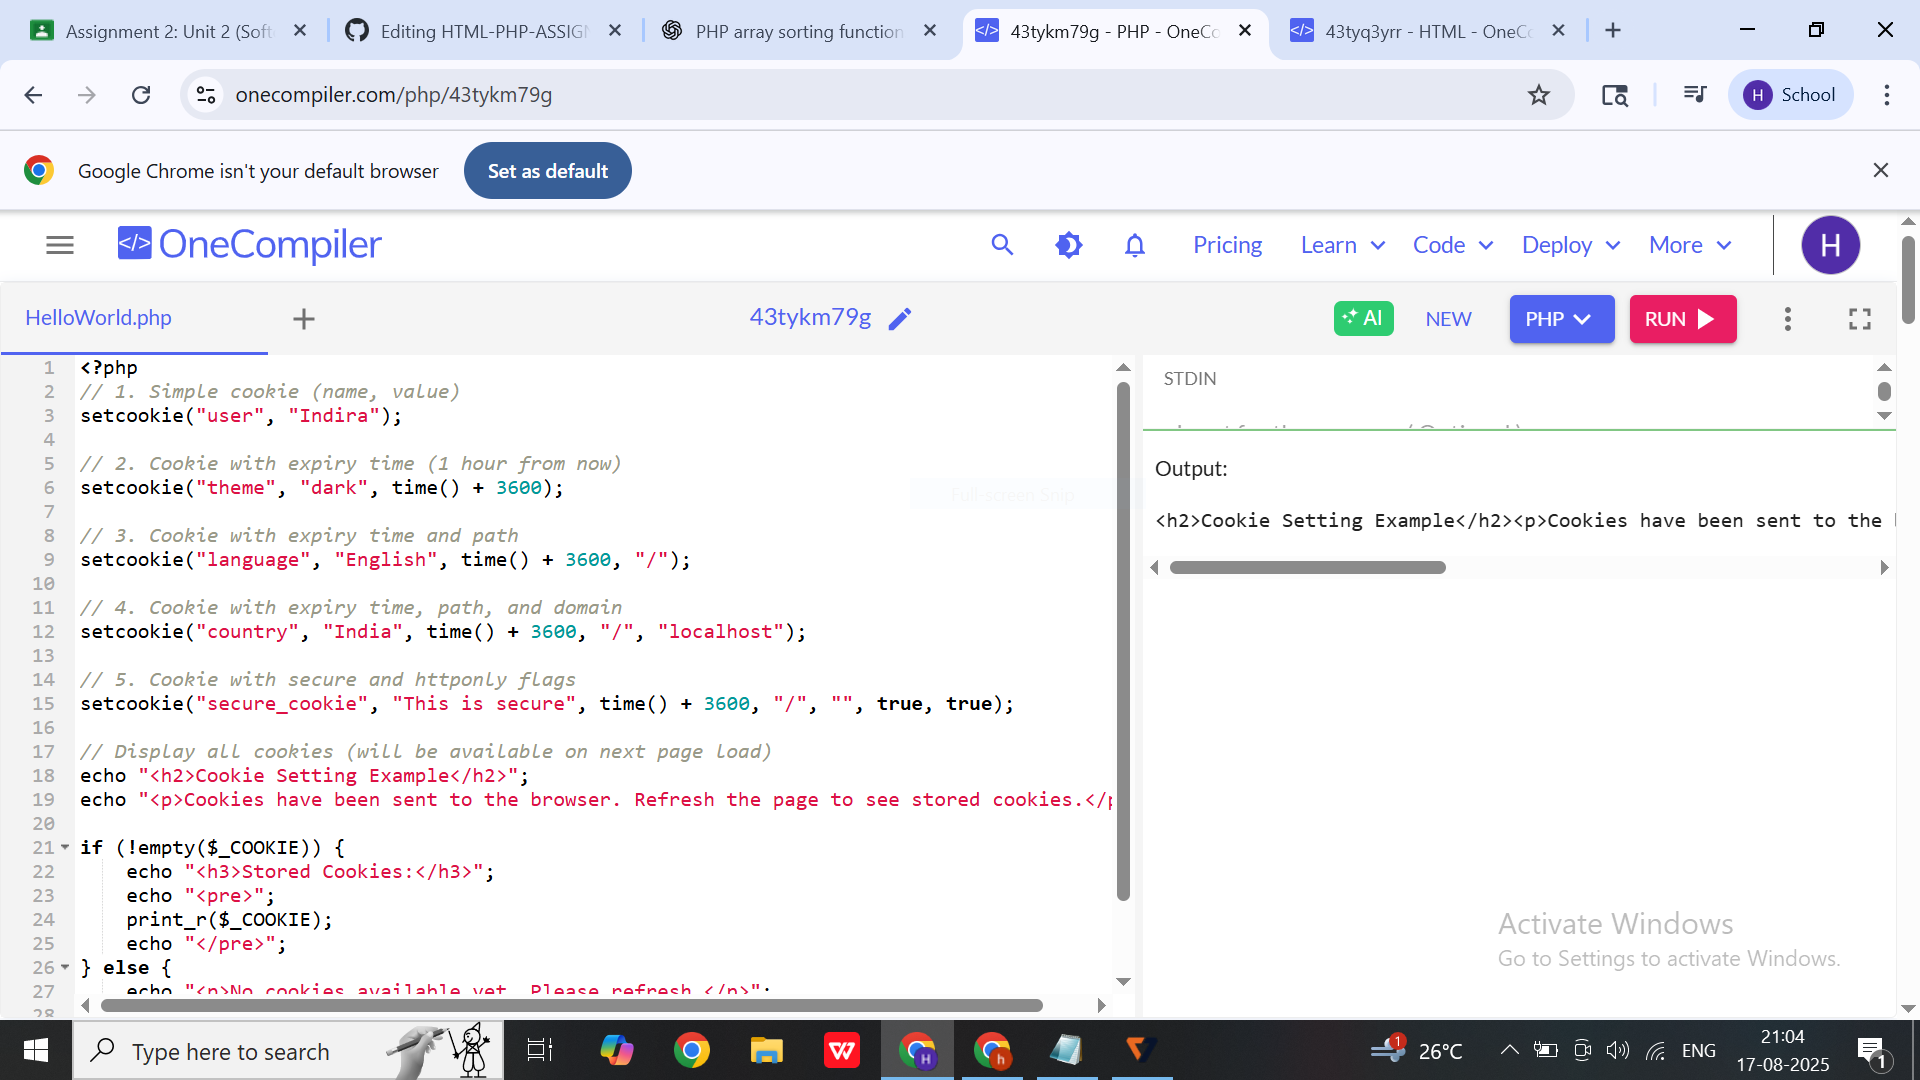 Assignment 2: Unit 2 (Soft
Editing HTML-PHP-ASSIGN
PHP array sorting function
43tykm79g - PHP - OneCo
43tyq3yrr - HTML - OneCo
onecompiler.com/php/43tykm79g
H School
Google Chrome isn't your default browser
Set as default
</> OneCompiler
Pricing
Learn
Code
Deploy
More
H
HelloWorld.php
43tykm79g
AI
NEW
PHP
RUN
1 <?php
2 // 1. Simple cookie (name, value)
3 setcookie("user", "Indira");
4
5 // 2. Cookie with expiry time (1 hour from now)
6 setcookie("theme", "dark", time() + 3600);
7
8 // 3. Cookie with expiry time and path
9 setcookie("language", "English", time() + 3600, "/");
10
11 // 4. Cookie with expiry time, path, and domain
12 setcookie("country", "India", time() + 3600, "/", "localhost");
13
14 // 5. Cookie with secure and httponly flags
15 setcookie("secure_cookie", "This is secure", time() + 3600, "/", "", true, true);
16
17 // Display all cookies (will be available on next page load)
18 echo "<h2>Cookie Setting Example</h2>";
19 echo "<p>Cookies have been sent to the browser. Refresh the page to see stored cookies.</p
20
21 if (!empty($_COOKIE)) {
22 echo "<h3>Stored Cookies:</h3>";
23 echo "<pre>";
24 print_r($_COOKIE);
25 echo "</pre>";
26 } else {
27 echo "<p>No cookies available yet. Please refresh.</p>";
28
STDIN
Output:
<h2>Cookie Setting Example</h2><p>Cookies have been sent to the
Full-screen Snip
Activate Windows
Go to Settings to activate Windows.
Type here to search
H
h
1
26°C
ENG
21:04
17-08-2025
1